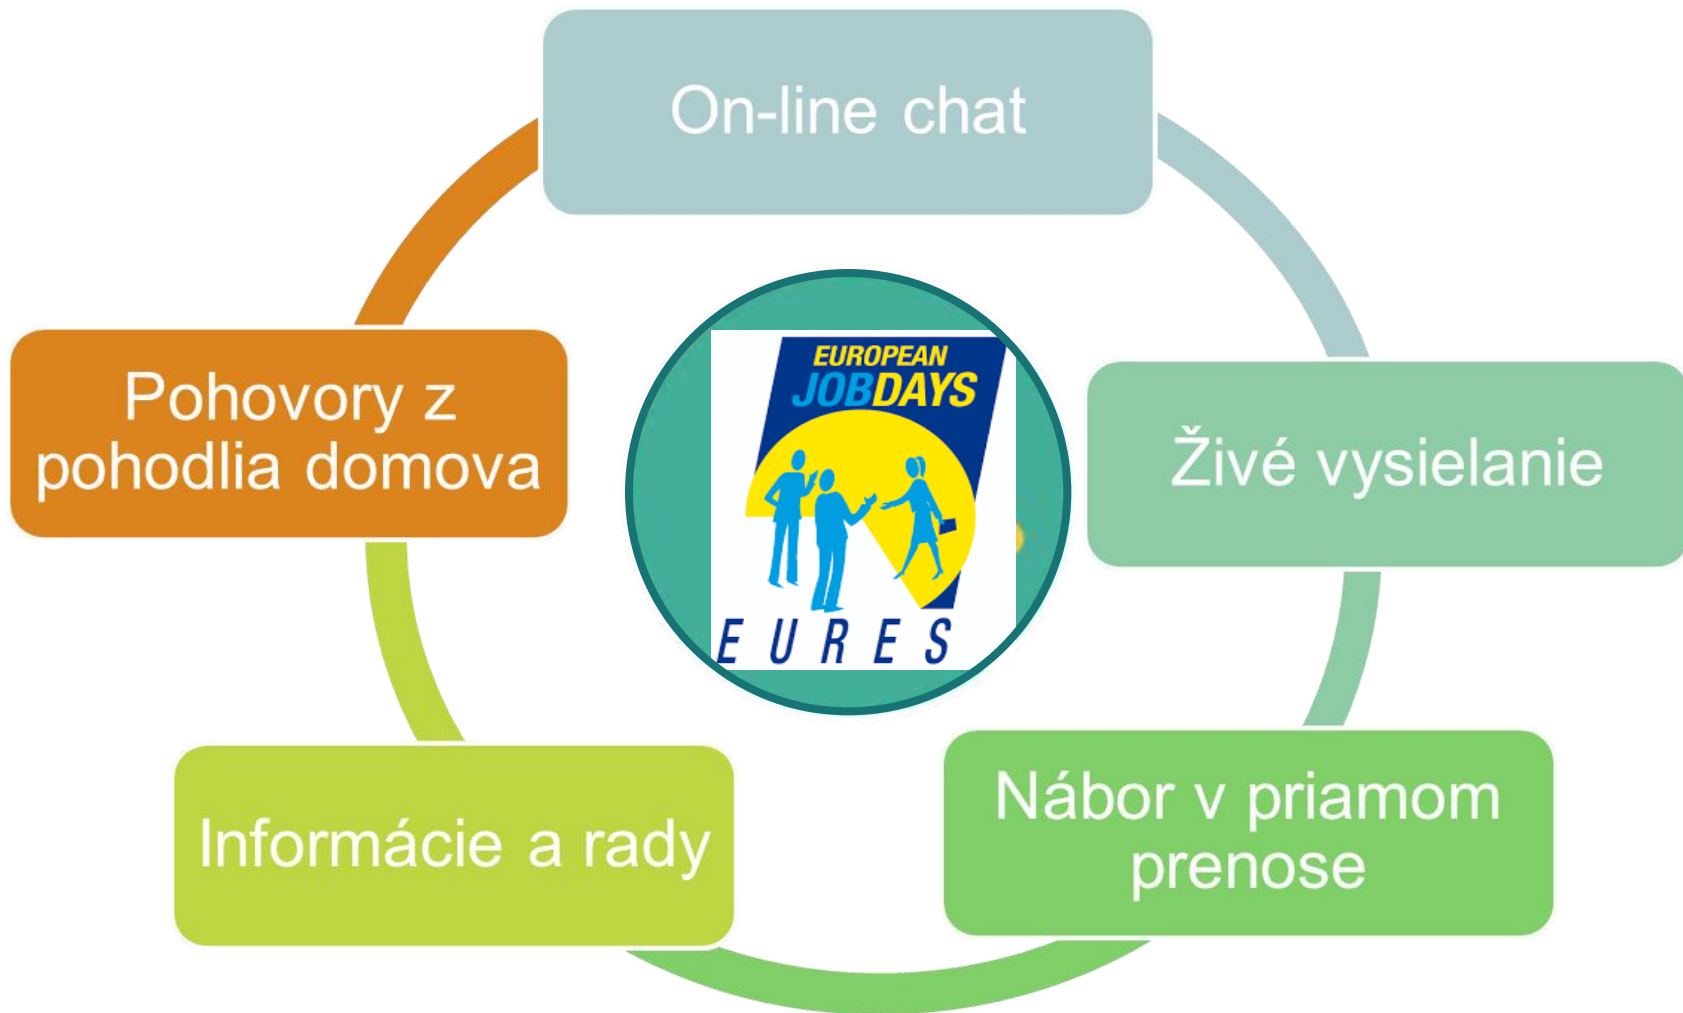 On-line chat
Živé vysielanie
Nábor v priamom
prenose
Informácie a rady
Pohovory z
pohodlia domova
EUROPEAN
JOBDAYS
EURES